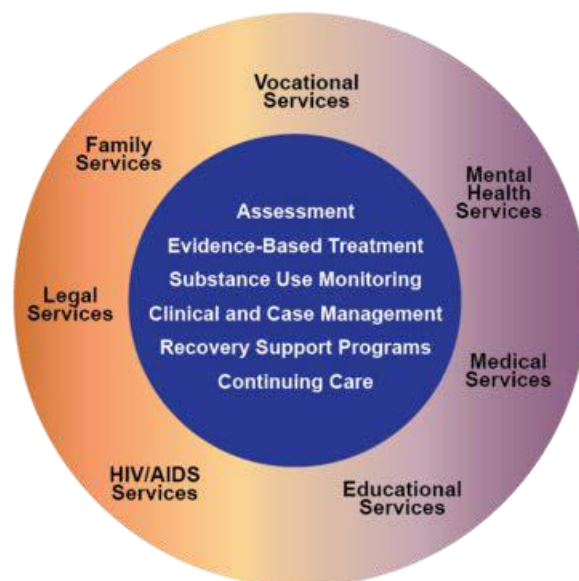 Vocational
Services
Family
Services
Mental
Health
Services
Assessment
Evidence-Based Treatment
Substance Use Monitoring
Clinical and Case Management
Recovery Support Programs
Continuing Care
Legal
Services
Medical
Services
HIV/AIDS
Services
Educational
Services